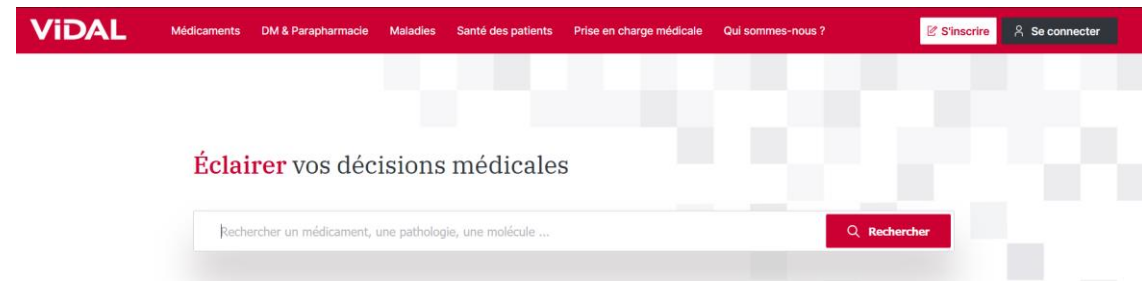 ViDAL Médicaments DM & Parapharmacie Maladies Santé des patients Prise en charge médicale Qui sommes-nous ? S'inscrire Se connecter
Éclairer vos décisions médicales
Rechercher un médicament, une pathologie, une molécule ... Rechercher